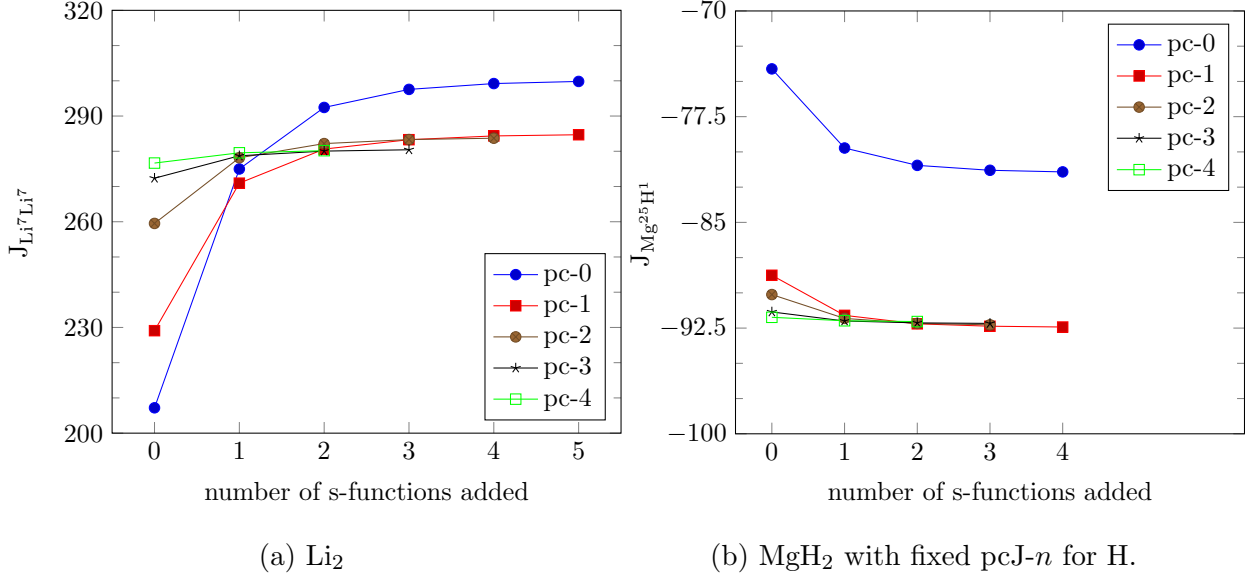 320
290
260
230
200
J_{Li^7Li^7}
0 1 2 3 4 5
number of s-functions added
pc-0
pc-1
pc-2
pc-3
pc-4
(a) Li₂
−70
−77.5
−85
−92.5
−100
J_{Mg^{25}H^1}
0 1 2 3 4
number of s-functions added
pc-0
pc-1
pc-2
pc-3
pc-4
(b) MgH₂ with fixed pcJ-n for H.